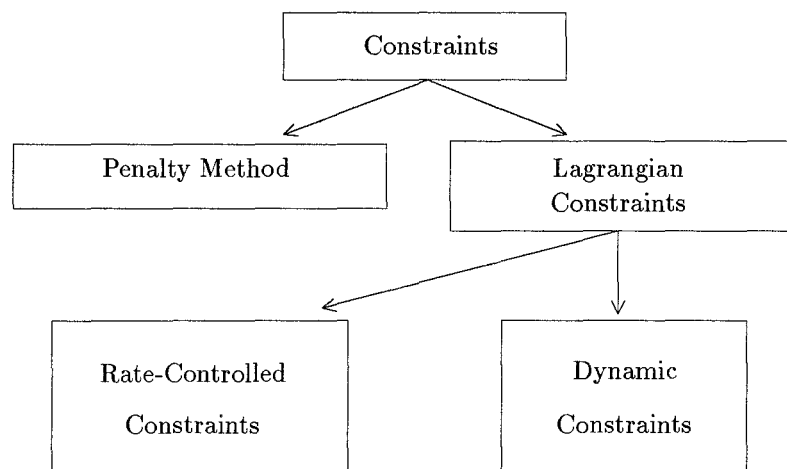 Constraints
Penalty Method
Lagrangian
Constraints
Rate-Controlled
Constraints
Dynamic
Constraints